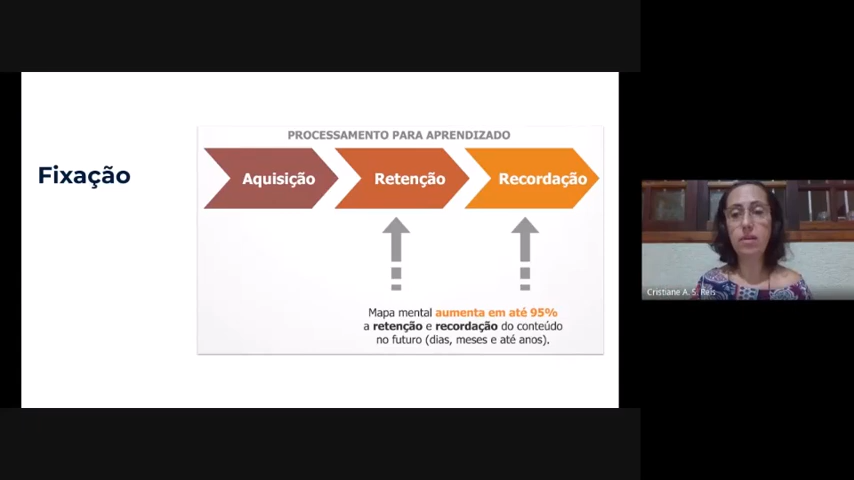 Fixação
PROCESSAMENTO PARA APRENDIZADO
Aquisição
Retenção
Recordação
Mapa mental aumenta em até 95%
a retenção e recordação do conteúdo
no futuro (dias, meses e até anos).
Cristiane A. S. Reis